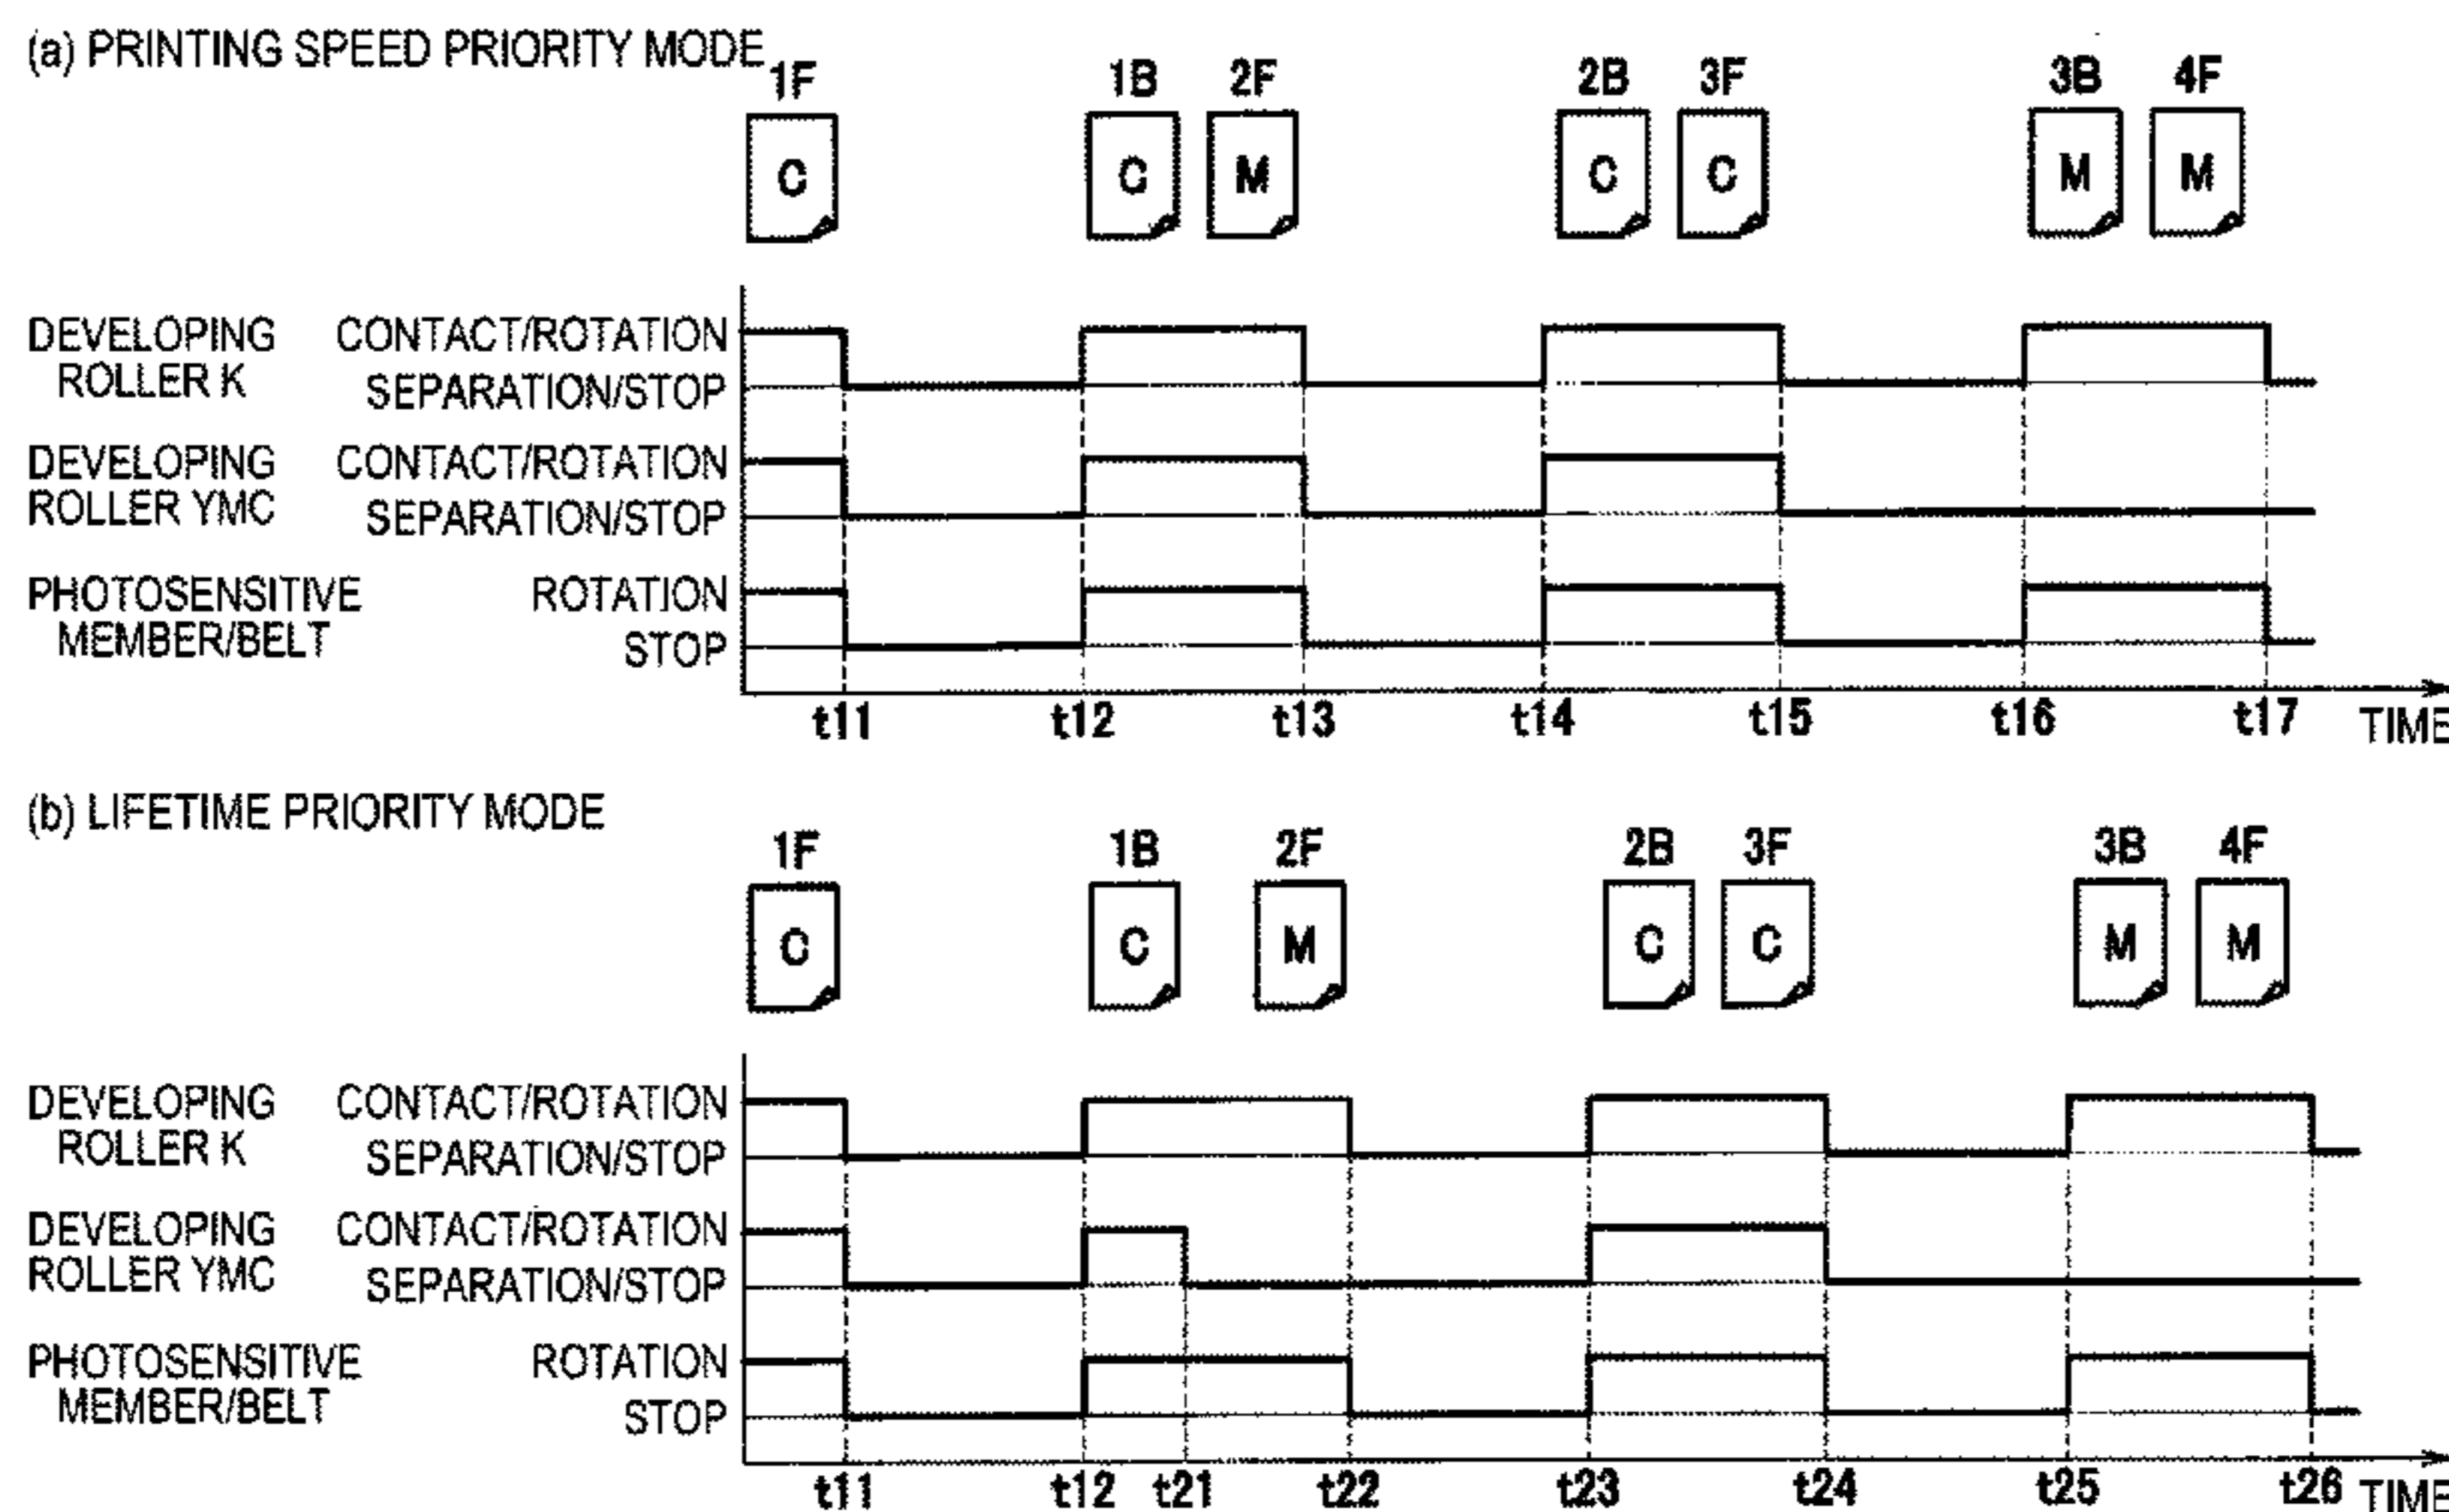 (a) PRINTING SPEED PRIORITY MODE
1F 1B 2F 2B 3F 3B 4F
C C M C C M M
DEVELOPING CONTACT/ROTATION
ROLLER K SEPARATION/STOP
DEVELOPING CONTACT/ROTATION
ROLLER YMC SEPARATION/STOP
PHOTOSENSITIVE ROTATION
MEMBER/BELT STOP
t11 t12 t13 t14 t15 t16 t17 TIME
(b) LIFETIME PRIORITY MODE
1F 1B 2F 2B 3F 3B 4F
C C M C C M M
DEVELOPING CONTACT/ROTATION
ROLLER K SEPARATION/STOP
DEVELOPING CONTACT/ROTATION
ROLLER YMC SEPARATION/STOP
PHOTOSENSITIVE ROTATION
MEMBER/BELT STOP
t11 t12 t21 t22 t23 t24 t25 t26 TIME